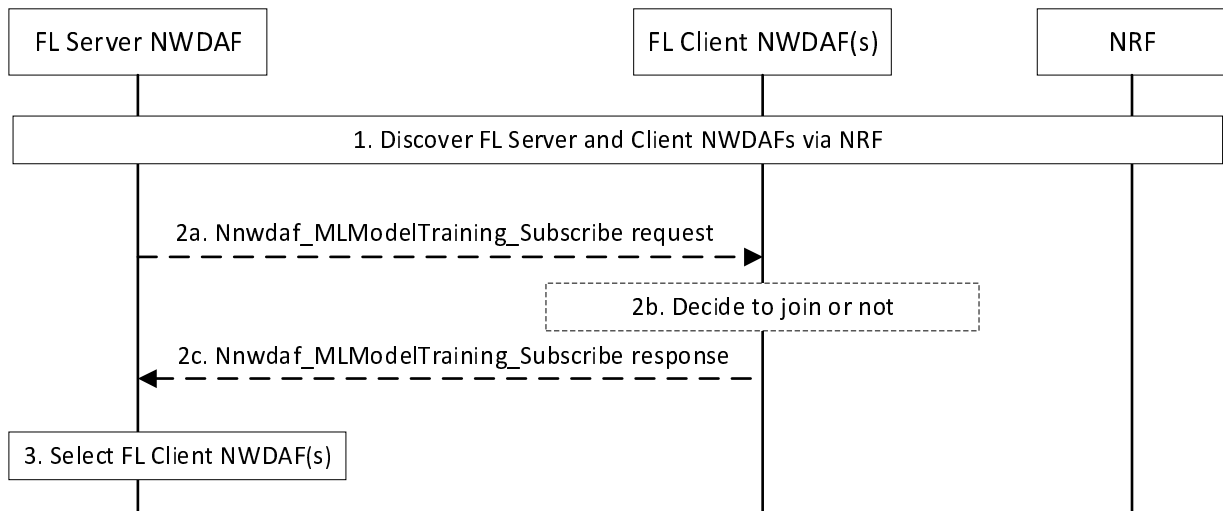 FL Server NWDAF
FL Client NWDAF(s)
NRF
1. Discover FL Server and Client NWDAFs via NRF
2a. Nnwdaf_MLModelTraining_Subscribe request
2b. Decide to join or not
2c. Nnwdaf_MLModelTraining_Subscribe response
3. Select FL Client NWDAF(s)